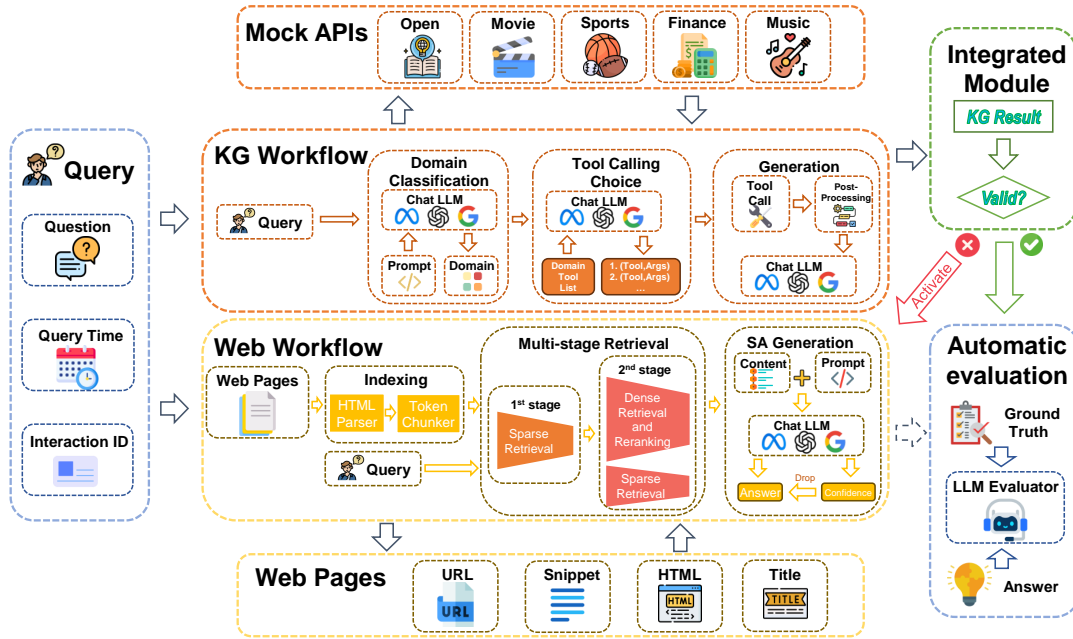 Mock APIs
Open
Movie
Sports
Finance
Music
Query
Question
Query Time
Interaction ID
KG Workflow
Query
Domain
Classification
Chat LLM
Prompt
Domain
Tool Calling
Choice
Chat LLM
Domain
Tool
List
1. (Tool,Args)
2. (Tool,Args)
...
Generation
Tool
Call
Post-
Processing
Chat LLM
Integrated
Module
KG Result
Valid?
Activate
Web Workflow
Web Pages
Indexing
HTML
Parser
Token
Chunker
Query
Multi-stage Retrieval
1st stage
Sparse
Retrieval
2nd stage
Dense
Retrieval
and
Reranking
Sparse
Retrieval
SA Generation
Content
Prompt
Chat LLM
Answer
Drop
Confidence
Automatic
evaluation
Ground
Truth
LLM Evaluator
Answer
Web Pages
URL
URL
Snippet
HTML
HTML
Title
TITLE